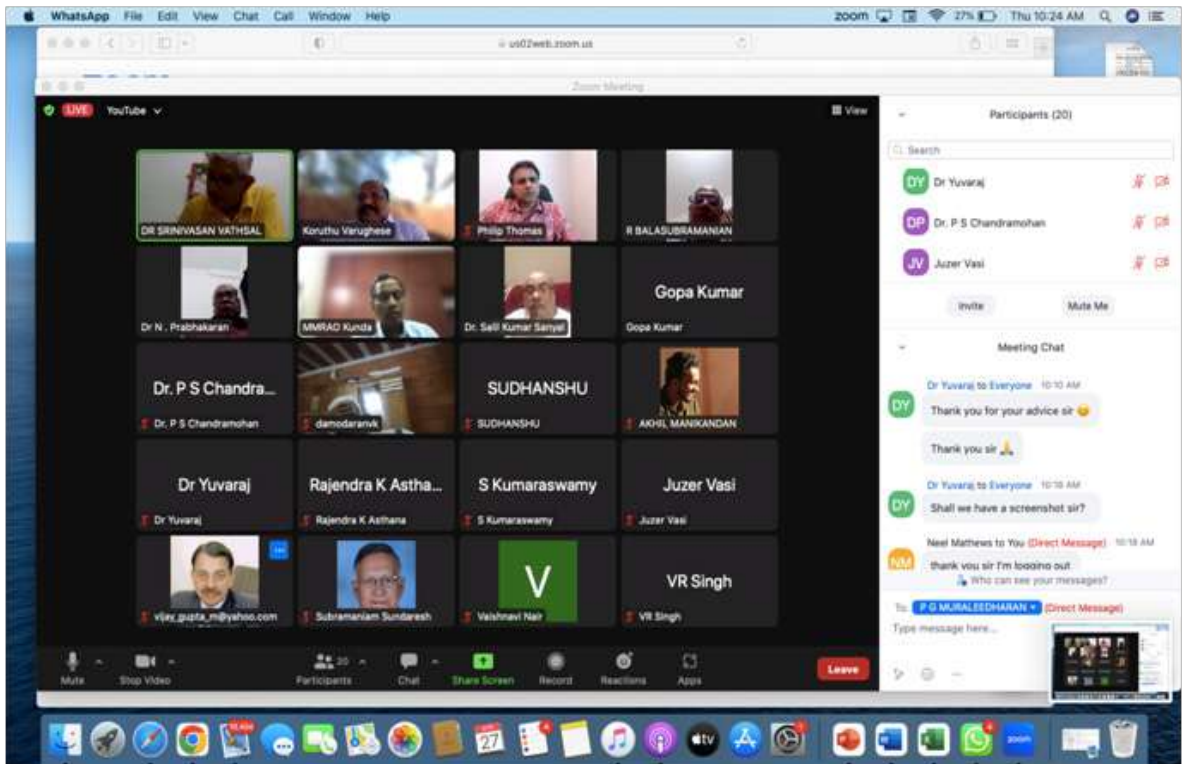 WhatsApp File Edit View Chat Call Window Help
zoom 27% Thu 10:24 AM
us02web.zoom.us
Zoom Meeting
LIVE YouTube
View
Participants (20)
Search
DY Dr Yuvaraj
DP Dr. P S Chandramohan
JV Juzer Vasi
Invite Mute Me
Meeting Chat
Dr Yuvaraj to Everyone 10:10 AM
DY
Thank you for your advice sir 😊
Thank you sir 🙏
Dr Yuvaraj to Everyone 10:18 AM
DY
Shall we have a screenshot sir?
Neel Mathews to You (Direct Message) 10:18 AM
NM
thank you sir I'm logging out
Who can see your messages?
To: P G MURALEEDHARAN (Direct Message)
Type message here...
DR SRINIVASAN VATHSAL
Koruthu Varughese
Philip Thomas
R BALASUBRAMANIAN
Dr N . Prabhakaran
MMRAO Kunda
Dr. Salil Kumar Sanyal
Gopa Kumar
Gopa Kumar
Dr. P S Chandra...
Dr. P S Chandramohan
damodaranvk
SUDHANSHU
SUDHANSHU
AKHIL MANIKANDAN
Dr Yuvaraj
Dr Yuvaraj
Rajendra K Astha...
Rajendra K Asthana
S Kumaraswamy
S Kumaraswamy
Juzer Vasi
Juzer Vasi
vijay_gupta_m@yahoo.com
Subramaniam Sundaresh
V
Vaishnavi Nair
VR Singh
VR Singh
Mute
Stop Video
20
Participants
Chat
Share Screen
Record
Reactions
Apps
Leave
27
tv
zoom